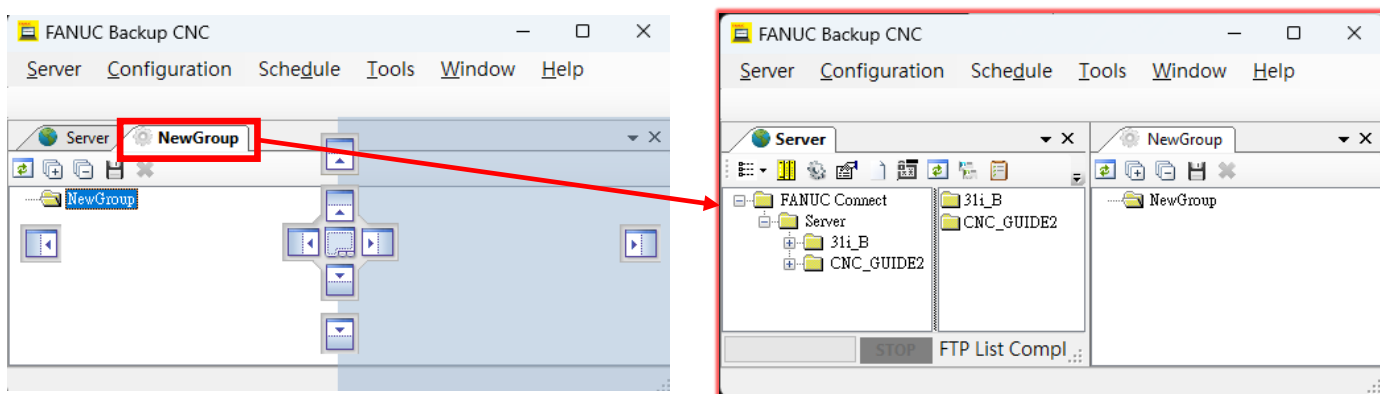 FANUC Backup CNC
Server Configuration Schedule Tools Window Help
Server NewGroup
NewGroup
FANUC Backup CNC
Server Configuration Schedule Tools Window Help
Server NewGroup
FANUC Connect 31i_B NewGroup
Server CNC_GUIDE2
31i_B
CNC_GUIDE2
STOP FTP List Compl